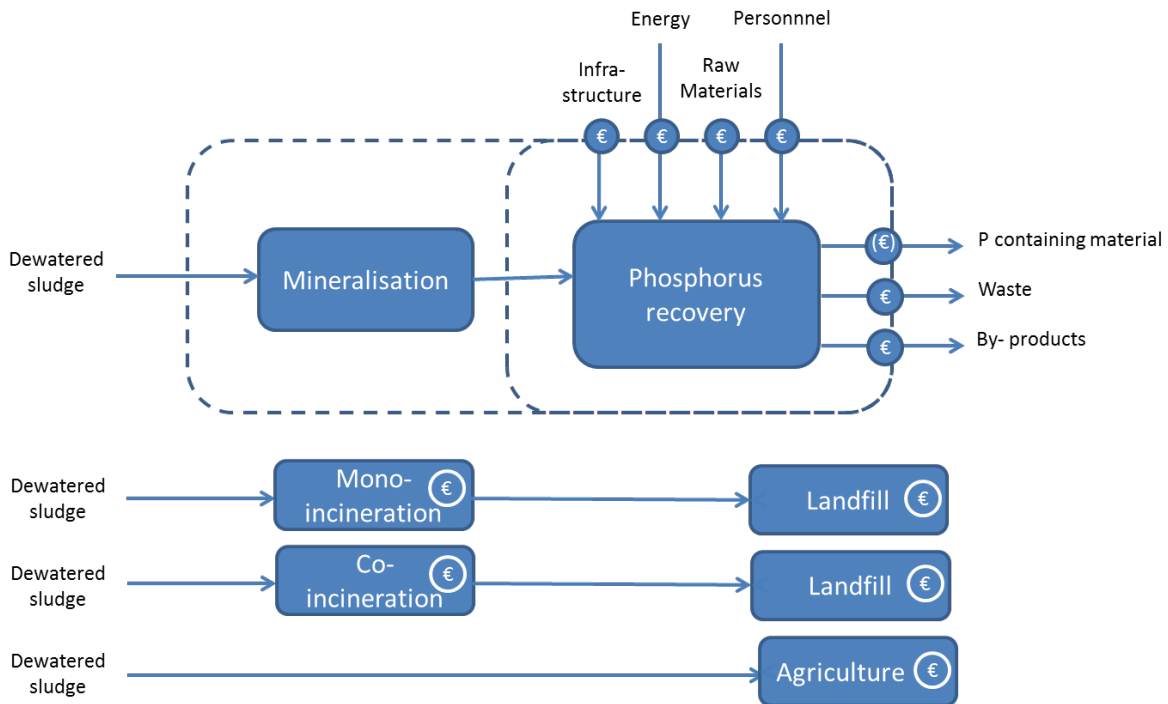 Energy
Personnnel
Infra-
structure
Raw
Materials
€
€
€
€
Dewatered
sludge
Mineralisation
Phosphorus
recovery
(€)
P containing material
€
Waste
€
By- products
Dewatered
sludge
Mono-
incineration
€
Landfill
€
Dewatered
sludge
Co-
incineration
€
Landfill
€
Dewatered
sludge
Agriculture
€